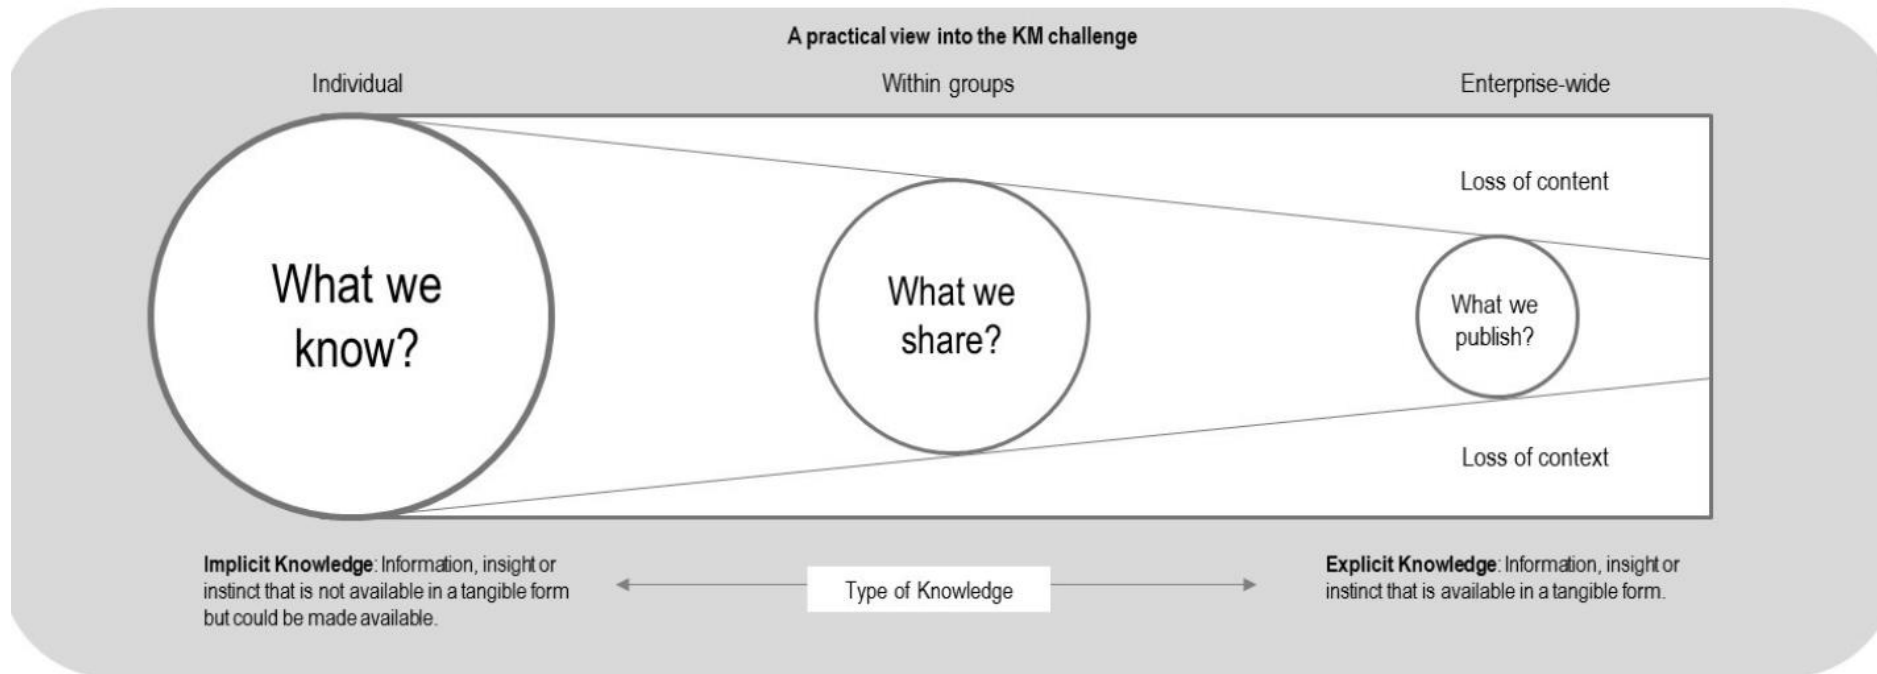 A practical view into the KM challenge
Individual
Within groups
Enterprise-wide
What we
know?
What we
share?
What we
publish?
Loss of content
Loss of context
Implicit Knowledge: Information, insight or
instinct that is not available in a tangible form
but could be made available.
Type of Knowledge
Explicit Knowledge: Information, insight or
instinct that is available in a tangible form.